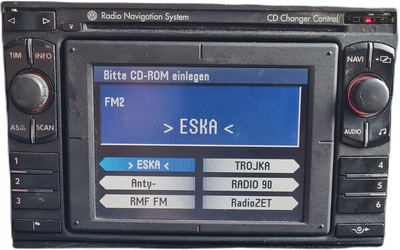 Radio Navigation System
CD Changer Control
TIM INFO
Bitte CD-ROM einlegen
NAVI
FM2
> ESKA <
AS SCAN
AUDIO
1
> ESKA <
TROJKA
4
2
Anty-
RADIO 90
5
3
RMF FM
RadioZET
6